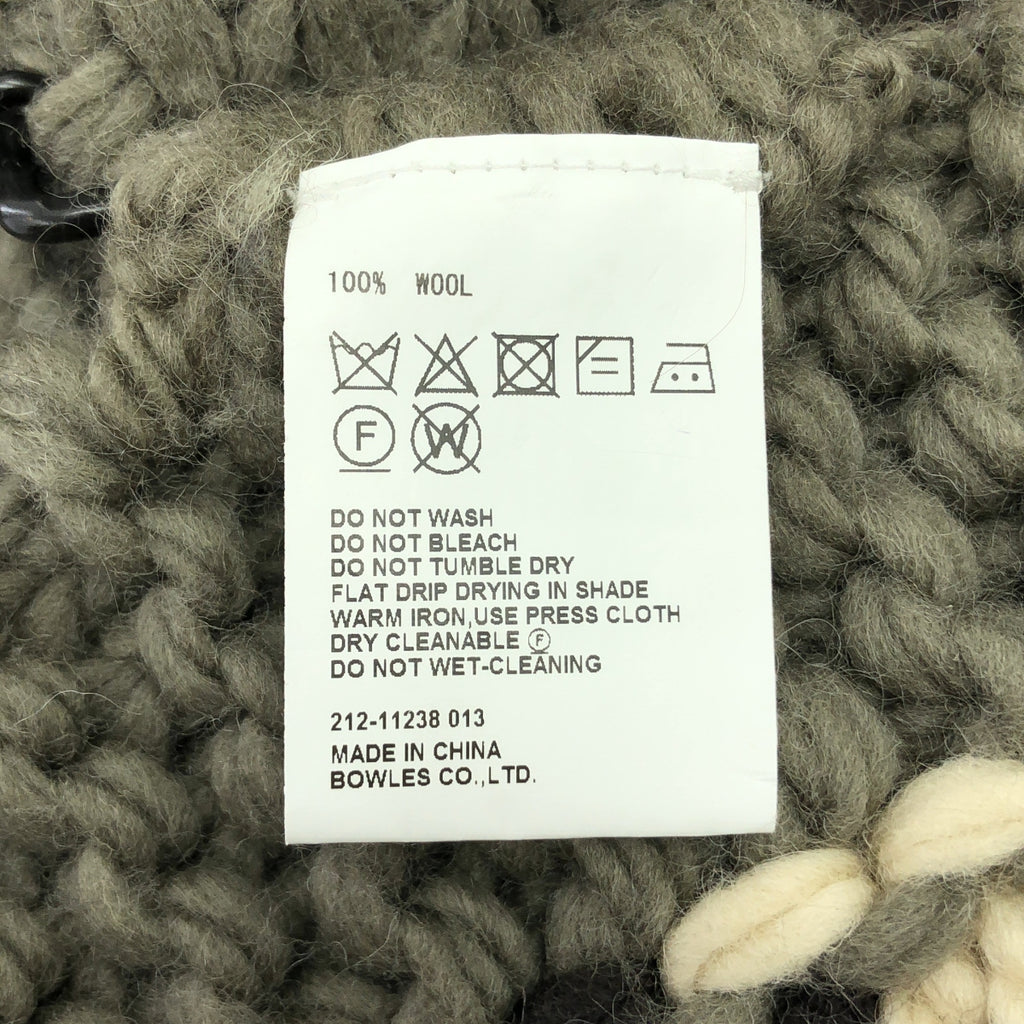 100% WOOL
F W
DO NOT WASH
DO NOT BLEACH
DO NOT TUMBLE DRY
FLAT DRIP DRYING IN SHADE
WARM IRON,USE PRESS CLOTH
DRY CLEANABLE Ⓕ
DO NOT WET-CLEANING
212-11238 013
MADE IN CHINA
BOWLES CO.,LTD.